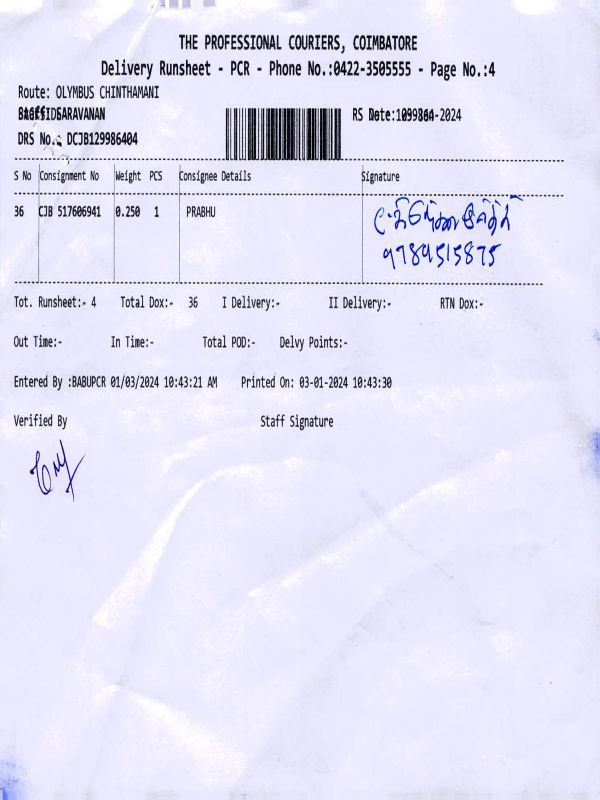 THE PROFESSIONAL COURIERS, COIMBATORE
Delivery Runsheet - PCR - Phone No.:0422-3505555 - Page No.:4
Route: OLYMBUS CHINTHAMANI
SARAVANAN
RS Date: -2024
DRS No.: DCJB129986404
S No Consignment No Weight PCS Consignee Details Signature
36 CJB 517606941 0.250 1 PRABHU
9789515875
Tot. Runsheet:- 4 Total Dox:- 36 I Delivery:- II Delivery:- RTN Dox:-
Out Time:- In Time:- Total POD:- Delvy Points:-
Entered By :BABUPCR 01/03/2024 10:43:21 AM Printed On: 03-01-2024 10:43:30
Verified By Staff Signature